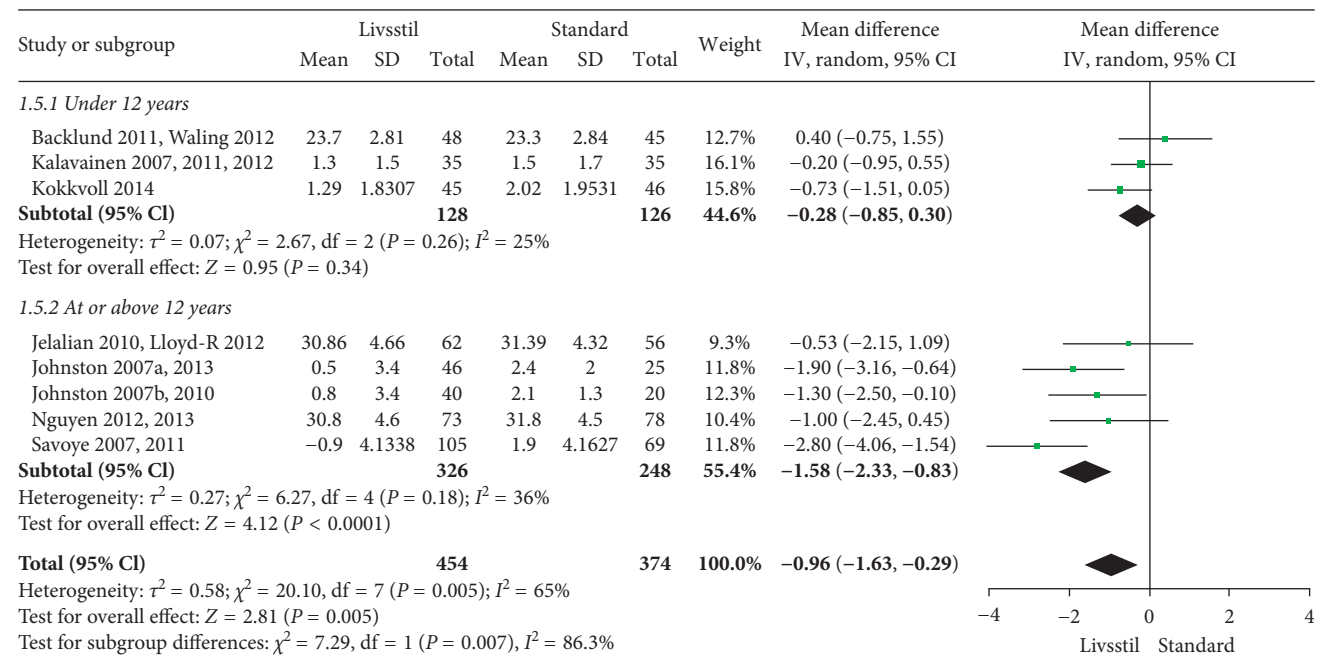 Study or subgroup Livsstil Standard Weight Mean difference Mean difference
Mean SD Total Mean SD Total IV, random, 95% CI IV, random, 95% CI
1.5.1 Under 12 years
Backlund 2011, Waling 2012 23.7 2.81 48 23.3 2.84 45 12.7% 0.40 (−0.75, 1.55)
Kalavainen 2007, 2011, 2012 1.3 1.5 35 1.5 1.7 35 16.1% −0.20 (−0.95, 0.55)
Kokkvoll 2014 1.29 1.8307 45 2.02 1.9531 46 15.8% −0.73 (−1.51, 0.05)
Subtotal (95% Cl) 128 126 44.6% −0.28 (−0.85, 0.30)
Heterogeneity: τ² = 0.07; χ² = 2.67, df = 2 (P = 0.26); I² = 25%
Test for overall effect: Z = 0.95 (P = 0.34)
1.5.2 At or above 12 years
Jelalian 2010, Lloyd-R 2012 30.86 4.66 62 31.39 4.32 56 9.3% −0.53 (−2.15, 1.09)
Johnston 2007a, 2013 0.5 3.4 46 2.4 2 25 11.8% −1.90 (−3.16, −0.64)
Johnston 2007b, 2010 0.8 3.4 40 2.1 1.3 20 12.3% −1.30 (−2.50, −0.10)
Nguyen 2012, 2013 30.8 4.6 73 31.8 4.5 78 10.4% −1.00 (−2.45, 0.45)
Savoye 2007, 2011 −0.9 4.1338 105 1.9 4.1627 69 11.8% −2.80 (−4.06, −1.54)
Subtotal (95% Cl) 326 248 55.4% −1.58 (−2.33, −0.83)
Heterogeneity: τ² = 0.27; χ² = 6.27, df = 4 (P = 0.18); I² = 36%
Test for overall effect: Z = 4.12 (P < 0.0001)
Total (95% Cl) 454 374 100.0% −0.96 (−1.63, −0.29)
Heterogeneity: τ² = 0.58; χ² = 20.10, df = 7 (P = 0.005); I² = 65%
Test for overall effect: Z = 2.81 (P = 0.005)
Test for subgroup differences: χ² = 7.29, df = 1 (P = 0.007), I² = 86.3%
−4 −2 0 2 4
Livsstil Standard